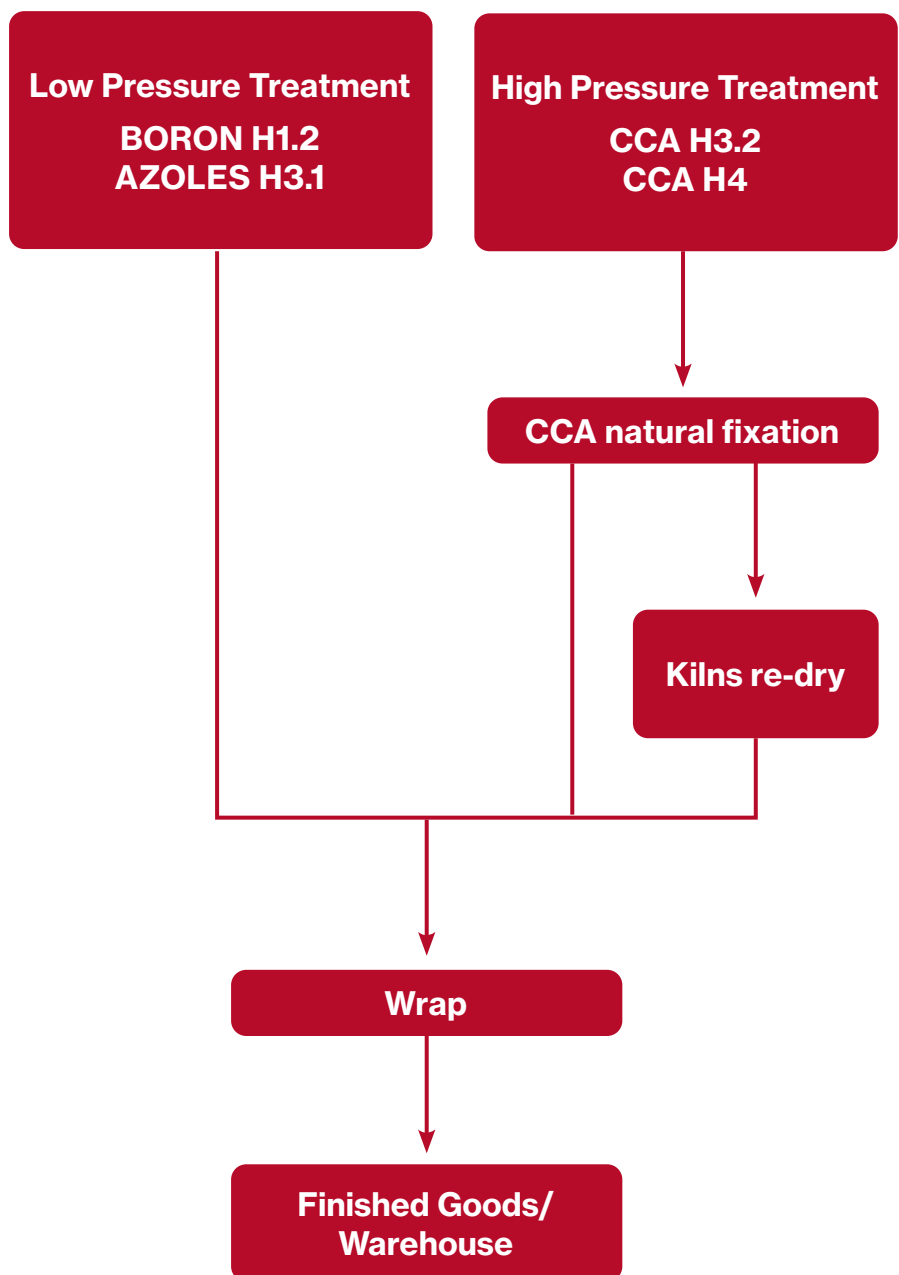 Low Pressure Treatment
BORON H1.2
AZOLES H3.1
High Pressure Treatment
CCA H3.2
CCA H4
CCA natural fixation
Kilns re-dry
Wrap
Finished Goods/
Warehouse